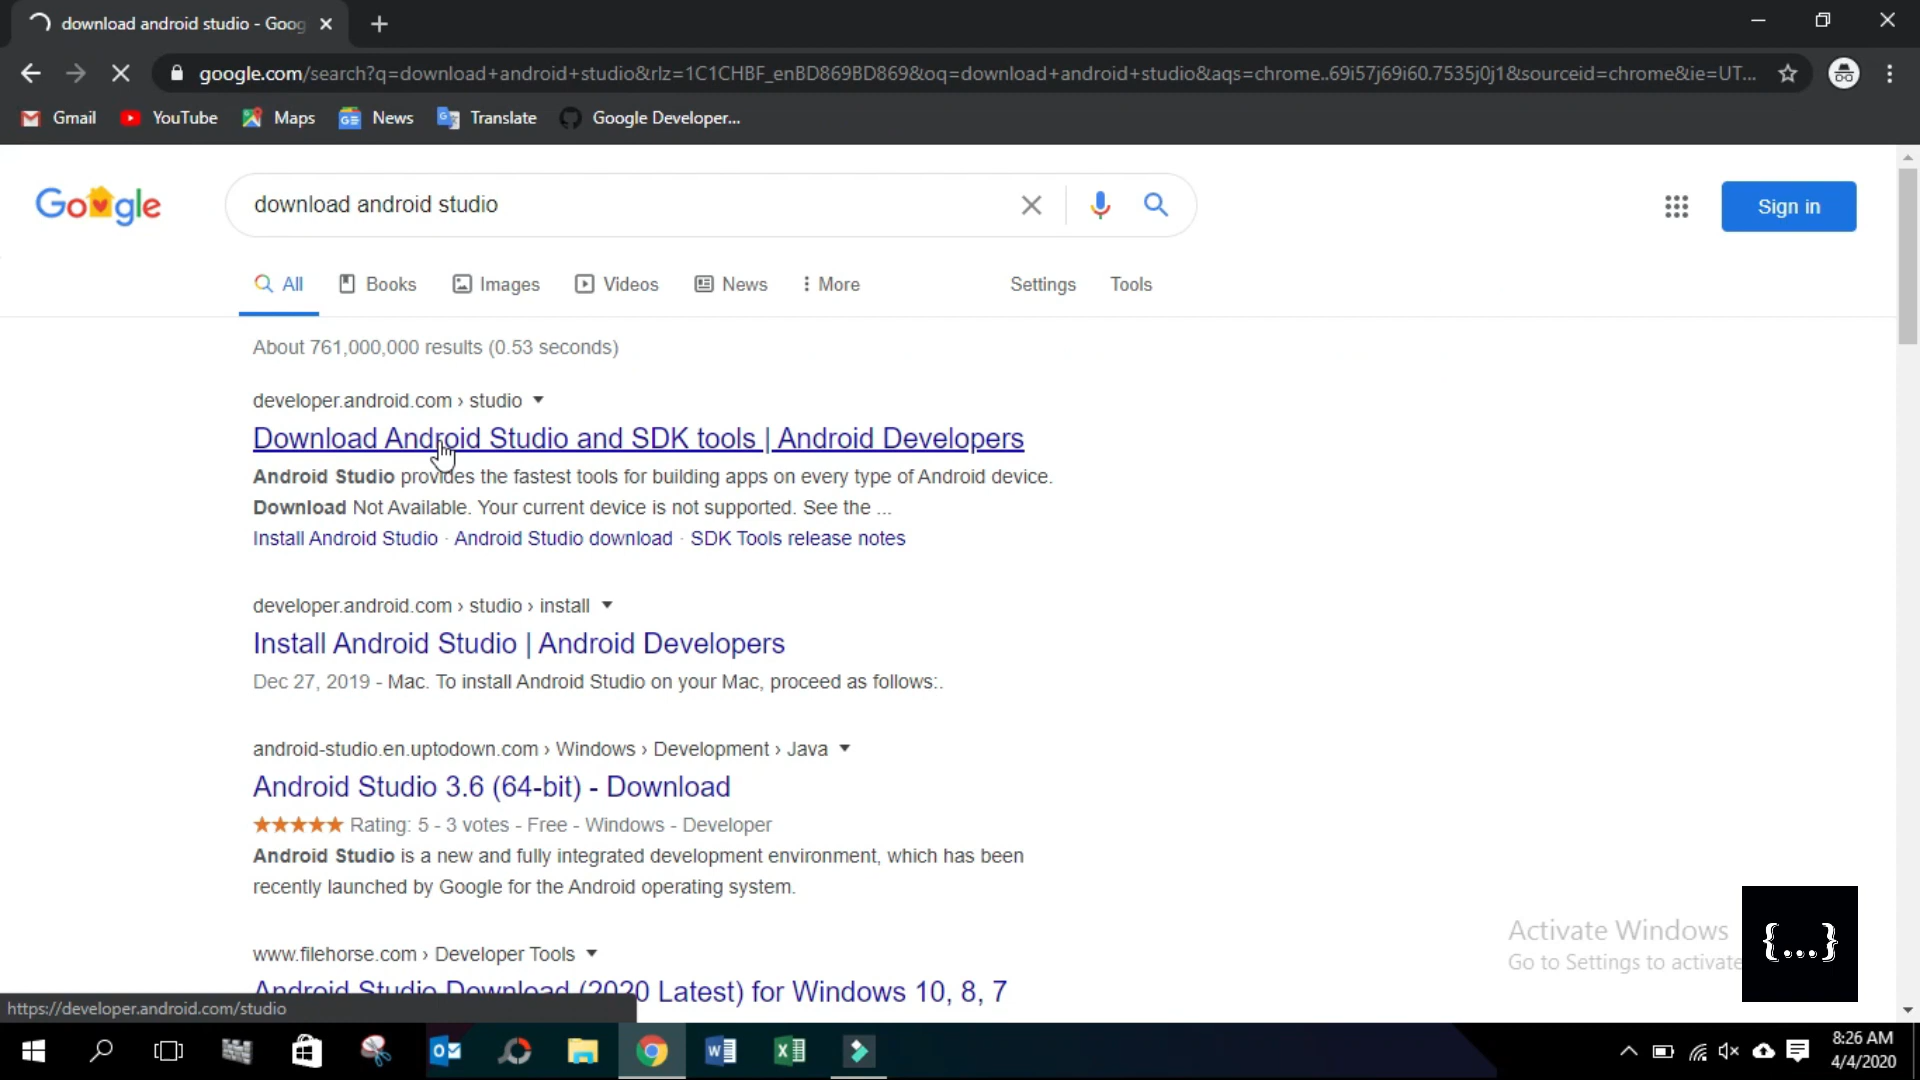 download android studio - Goog
google.com/search?q=download+android+studio&rlz=1C1CHBF_enBD869BD869&oq=download+android+studio&aqs=chrome..69i57j69i60.7535j0j1&sourceid=chrome&ie=UT...
Gmail YouTube Maps News Translate Google Developer...
Google download android studio Sign in
All Books Images Videos News More Settings Tools
About 761,000,000 results (0.53 seconds)
developer.android.com › studio
Download Android Studio and SDK tools | Android Developers
Android Studio provides the fastest tools for building apps on every type of Android device.
Download Not Available. Your current device is not supported. See the ...
Install Android Studio · Android Studio download · SDK Tools release notes
developer.android.com › studio › install
Install Android Studio | Android Developers
Dec 27, 2019 - Mac. To install Android Studio on your Mac, proceed as follows:.
android-studio.en.uptodown.com › Windows › Development › Java
Android Studio 3.6 (64-bit) - Download
Rating: 5 - 3 votes - Free - Windows - Developer
Android Studio is a new and fully integrated development environment, which has been
recently launched by Google for the Android operating system.
Activate Windows
Go to Settings to activate
{...}
www.filehorse.com › Developer Tools
Android Studio Download (2020 Latest) for Windows 10, 8, 7
https://developer.android.com/studio
8:26 AM
4/4/2020